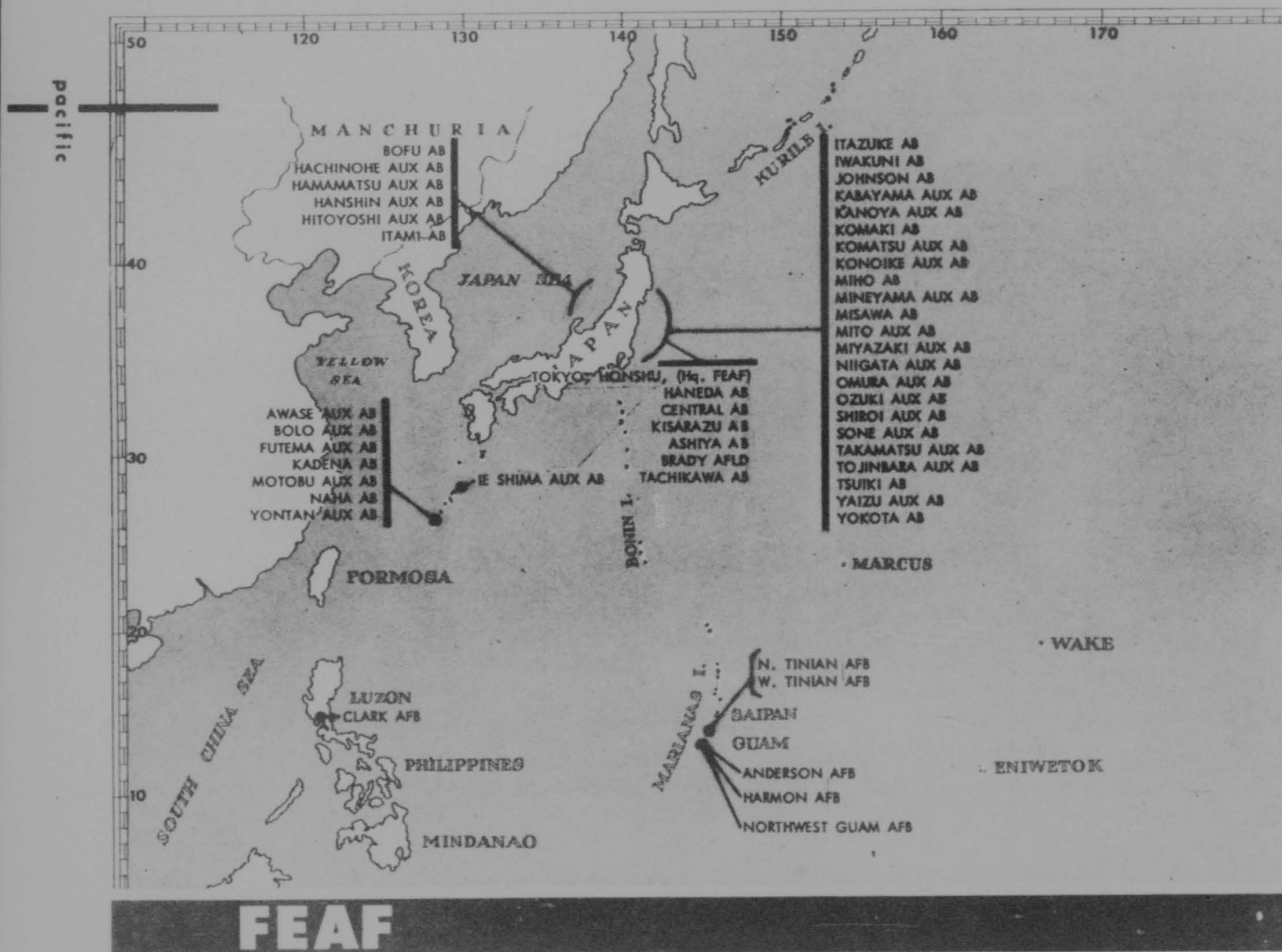 120 130 140 150 160 170
50
pacific
MANCHURIA
BOFU AB
HACHINOHE AUX AB
HAMAMATSU AUX AB
HANSHIN AUX AB
HITOYOSHI AUX AB
ITAMI AB
KURILE I.
ITAZUKE AB
IWAKUNI AB
JOHNSON AB
KABAYAMA AUX AB
KANOYA AUX AB
KOMAKI AB
KOMATSU AUX AB
KONOIKE AUX AB
MIHO AB
MINEYAMA AUX AB
MISAWA AB
MITO AUX AB
MIYAZAKI AUX AB
NIIGATA AUX AB
OMURA AUX AB
OZUKI AUX AB
SHIROI AUX AB
SONE AUX AB
TAKAMATSU AUX AB
TOJINBARA AUX AB
TSUIKI AB
YAIZU AUX AB
YOKOTA AB
40
KOREA
JAPAN SEA
JAPAN
YELLOW
SEA
TOKYO, HONSHU, (Hq. FEAF)
HANEDA AB
CENTRAL AB
KISARAZU AB
ASHIYA AB
BRADY AFLD
TACHIKAWA AB
AWASE AUX AB
BOLO AUX AB
FUTEMA AUX AB
KADENA AB
MOTOBU AUX AB
NAHA AB
YONTAN AUX AB
30
IE SHIMA AUX AB
BONIN I.
MARCUS
FORMOSA
20
WAKE
SOUTH CHINA SEA
LUZON
CLARK AFB
PHILIPPINES
MINDANAO
MARIANAS I.
N. TINIAN AFB
W. TINIAN AFB
SAIPAN
GUAM
ANDERSON AFB
HARMON AFB
NORTHWEST GUAM AFB
ENIWETOK
10
FEAF